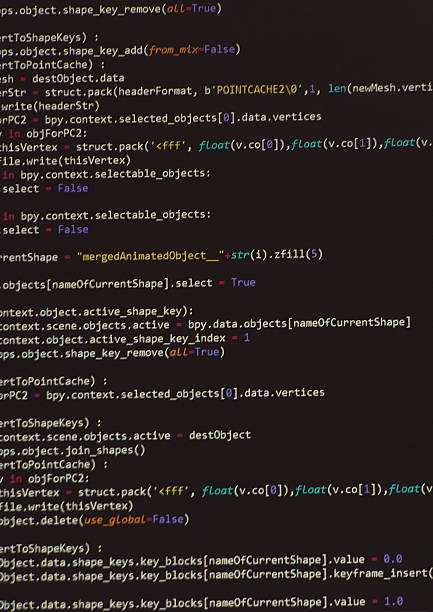 ops.object.shape_key_remove(all=True)
ertToShapeKeys) :
ops.object.shape_key_add(from_mix=False)
ertToPointCache) :
esh = destObject.data
erStr = struct.pack(headerFormat, b'POINTCACHE2\0',1, len(newMesh.verti
write(headerStr)
orPC2 = bpy.context.selected_objects[0].data.vertices
v in objForPC2:
thisVertex = struct.pack('<fff', float(v.co[0]),float(v.co[1]),float(v.
file.write(thisVertex)
in bpy.context.selectable_objects:
.select = False
in bpy.context.selectable_objects:
.select = False
rrentShape = "mergedAnimatedObject__"+str(i).zfill(5)
.objects[nameOfCurrentShape].select = True
ontext.object.active_shape_key):
context.scene.objects.active = bpy.data.objects[nameOfCurrentShape]
context.object.active_shape_key_index = 1
ops.object.shape_key_remove(all=True)
ertToPointCache) :
orPC2 = bpy.context.selected_objects[0].data.vertices
ertToShapeKeys) :
context.scene.objects.active = destObject
ops.object.join_shapes()
ertToPointCache) :
v in objForPC2:
thisVertex = struct.pack('<fff', float(v.co[0]),float(v.co[1]),float(v
file.write(thisVertex)
object.delete(use_global=False)
ertToShapeKeys) :
Object.data.shape_keys.key_blocks[nameOfCurrentShape].value = 0.0
Object.data.shape_keys.key_blocks[nameOfCurrentShape].keyframe_insert(
Object.data.shape_keys.key_blocks[nameOfCurrentShape].value = 1.0